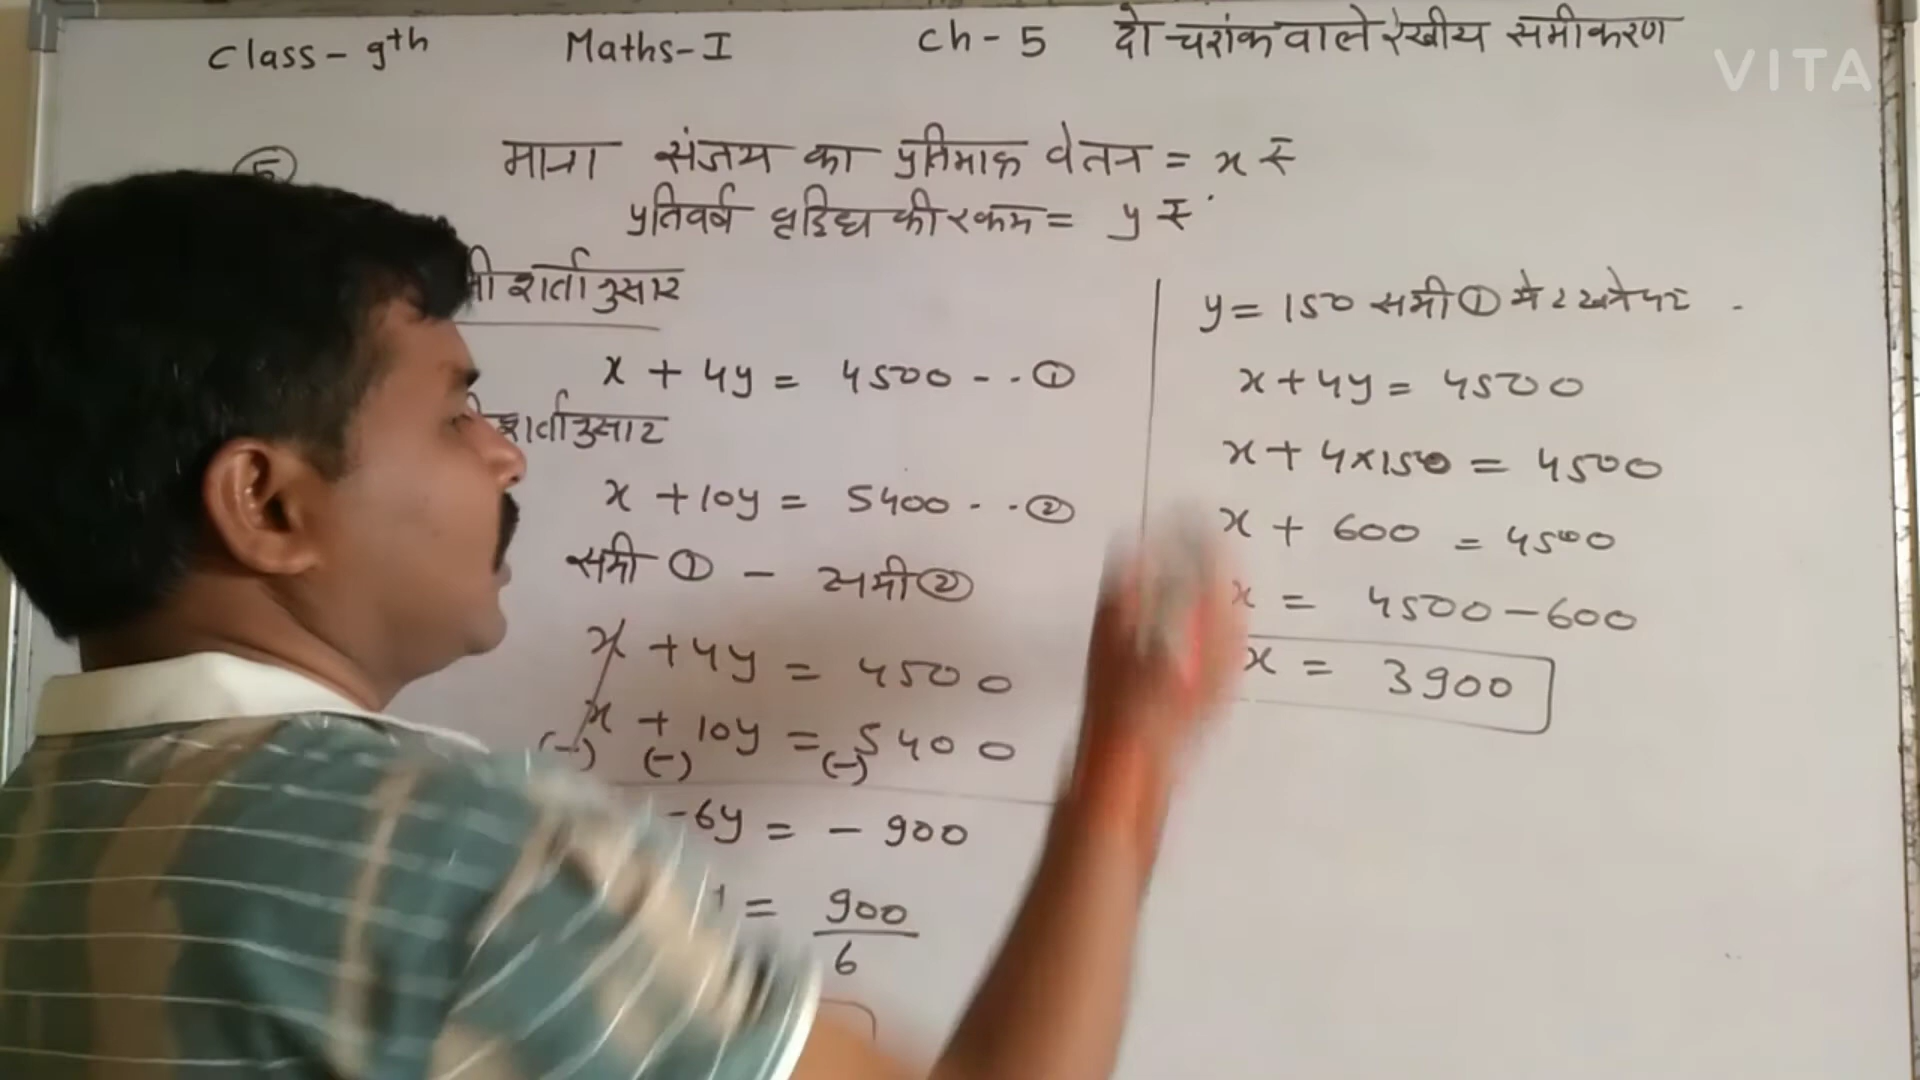 Class - 9th Maths-I Ch - 5 दो चरांक वाले रेखीय समीकरण
VITA
5
माना संजय का प्रतिमाह वेतन = x रु
प्रतिवर्ष वृद्धि की रकम = y रु.
शर्तानुसार
x + 4y = 4500 -- ①
शर्तानुसार
x + 10y = 5400 -- ②
समी ① - समी ②
x + 4y = 4500
x + 10y = 5400
(-) (-) (-)
-6y = - 900
= 900
6
y = 150 समी ① मे रखने पर -
x + 4y = 4500
x + 4×150 = 4500
x + 600 = 4500
x = 4500 - 600
x = 3900